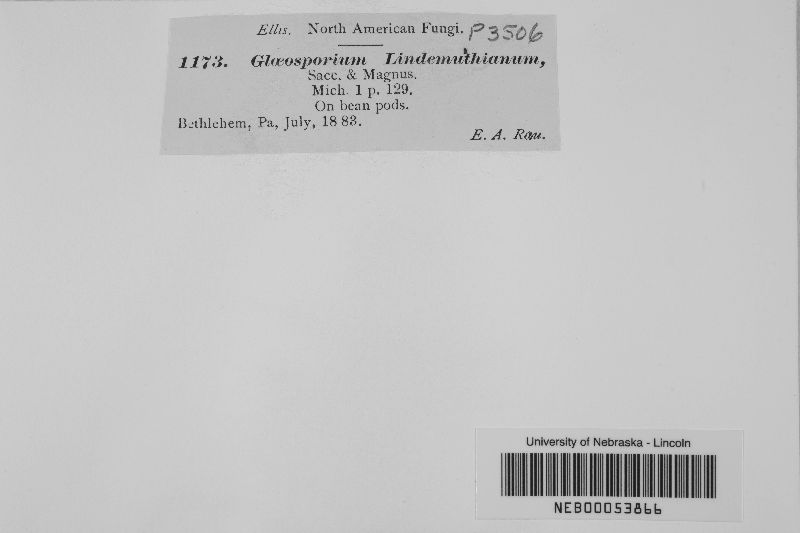 Ellis. North American Fungi. P3506
1173. Glœosporium Lindemuthianum,
Sacc. & Magnus.
Mich. 1 p. 129.
On bean pods.
Bethlehem, Pa, July, 1883.
E. A. Rau.
University of Nebraska - Lincoln
NEB00053866